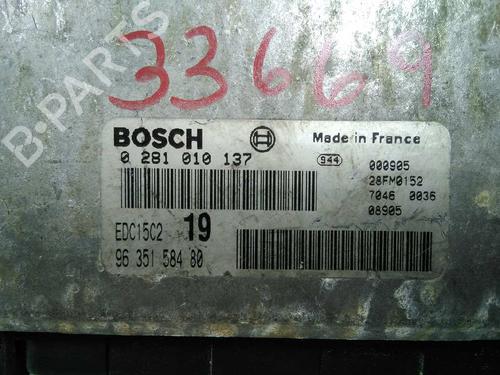 33669
B-PARTS
BOSCH
Made in France
0 281 010 137
944
000905
28FM0152
7046 0036
08905
EDC15C2 19
96 351 584 80